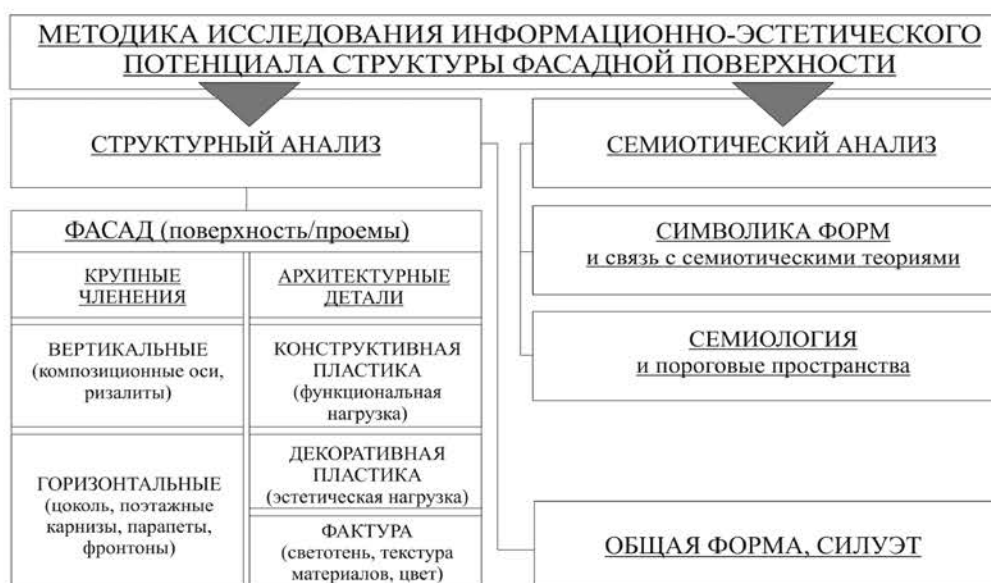 МЕТОДИКА ИССЛЕДОВАНИЯ ИНФОРМАЦИОННО-ЭСТЕТИЧЕСКОГО
ПОТЕНЦИАЛА СТРУКТУРЫ ФАСАДНОЙ ПОВЕРХНОСТИ
СТРУКТУРНЫЙ АНАЛИЗ
ФАСАД (поверхность/проемы)
КРУПНЫЕ
ЧЛЕНЕНИЯ
ВЕРТИКАЛЬНЫЕ
(композиционные оси,
ризалиты)
ГОРИЗОНТАЛЬНЫЕ
(цоколь, поэтажные
карнизы, парапеты,
фронтоны)
АРХИТЕКТУРНЫЕ
ДЕТАЛИ
КОНСТРУКТИВНАЯ
ПЛАСТИКА
(функциональная
нагрузка)
ДЕКОРАТИВНАЯ
ПЛАСТИКА
(эстетическая нагрузка)
ФАКТУРА
(светотень, текстура
материалов, цвет)
СЕМИОТИЧЕСКИЙ АНАЛИЗ
СИМВОЛИКА ФОРМ
и связь с семиотическими теориями
СЕМИОЛОГИЯ
и пороговые пространства
ОБЩАЯ ФОРМА, СИЛУЭТ